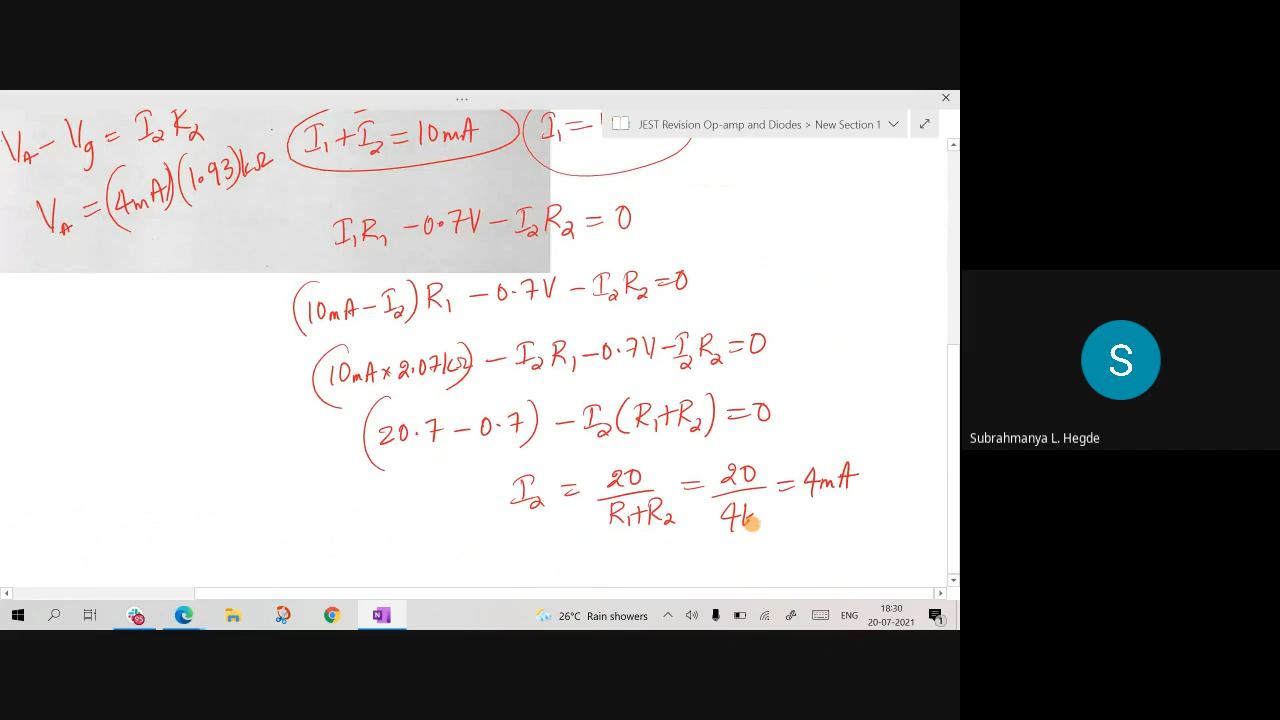 JEST Revision Op-amp and Diodes > New Section 1
V_A - V_g = I_2 R_2
I_1 + I_2 = 10mA
I_1 =
V_A = (4mA)(1.93)kΩ
I_1R_1 - 0.7V - I_2R_2 = 0
(10mA - I_2) R_1 - 0.7V - I_2R_2 = 0
(10mA × 2.07kΩ) - I_2R_1 - 0.7V - I_2R_2 = 0
(20.7 - 0.7) - I_2(R_1+R_2) = 0
I_2 = 20/(R_1+R_2) = 20/4k = 4mA
S
Subrahmanya L. Hegde
95
26°C Rain showers
ENG
18:30
20-07-2021
1